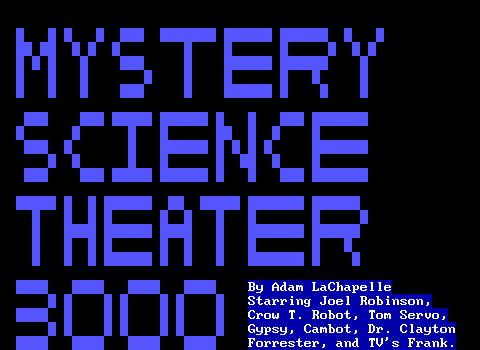 MYSTERY
SCIENCE
THEATER
3000
By Adam LaChapelle
Starring Joel Robinson,
Crow T. Robot, Tom Servo,
Gypsy, Cambot, Dr. Clayton
Forrester, and TV's Frank.